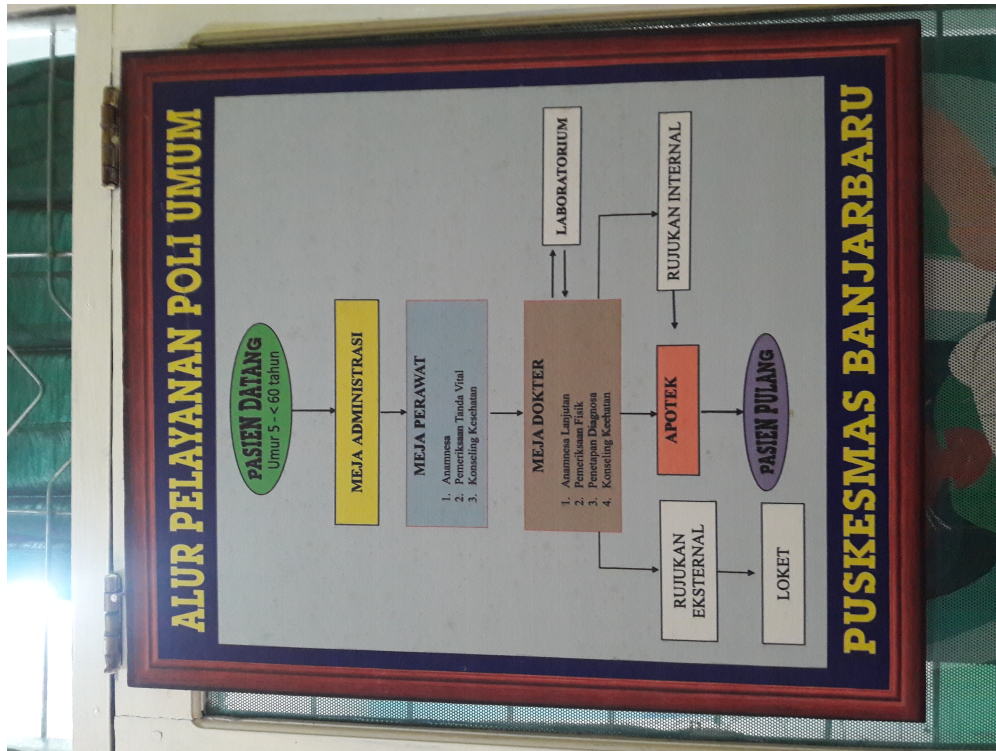 ALUR PELAYANAN POLI UMUM
PASIEN DATANG
Umur 5 - < 60 tahun
MEJA ADMINISTRASI
MEJA PERAWAT
1. Anamnesa
2. Pemeriksaan Tanda Vital
3. Konseling Kesehatan
MEJA DOKTER
1. Anamnesa Lanjutan
2. Pemeriksaan Fisik
3. Penetapan Diagnosa
4. Konseling Keehatan
LABORATORIUM
RUJUKAN
EKSTERNAL
APOTEK
RUJUKAN INTERNAL
LOKET
PASIEN PULANG
PUSKESMAS BANJARBARU